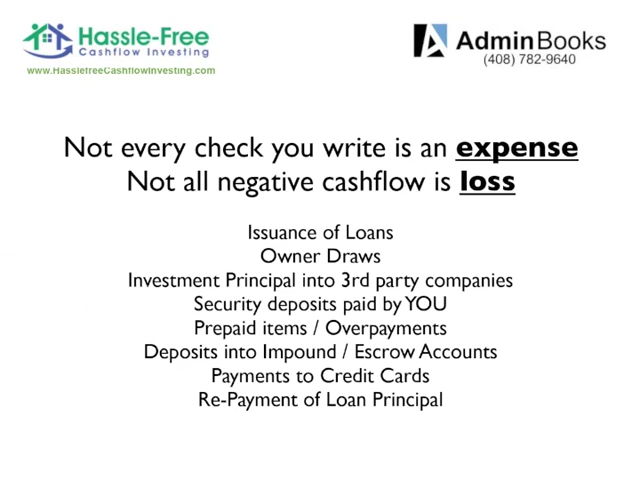 Hassle-Free
Cashflow Investing
www.HasslefreeCashflowInvesting.com
AdminBooks
(408) 782-9640
Not every check you write is an expense
Not all negative cashflow is loss
Issuance of Loans
Owner Draws
Investment Principal into 3rd party companies
Security deposits paid by YOU
Prepaid items / Overpayments
Deposits into Impound / Escrow Accounts
Payments to Credit Cards
Re-Payment of Loan Principal